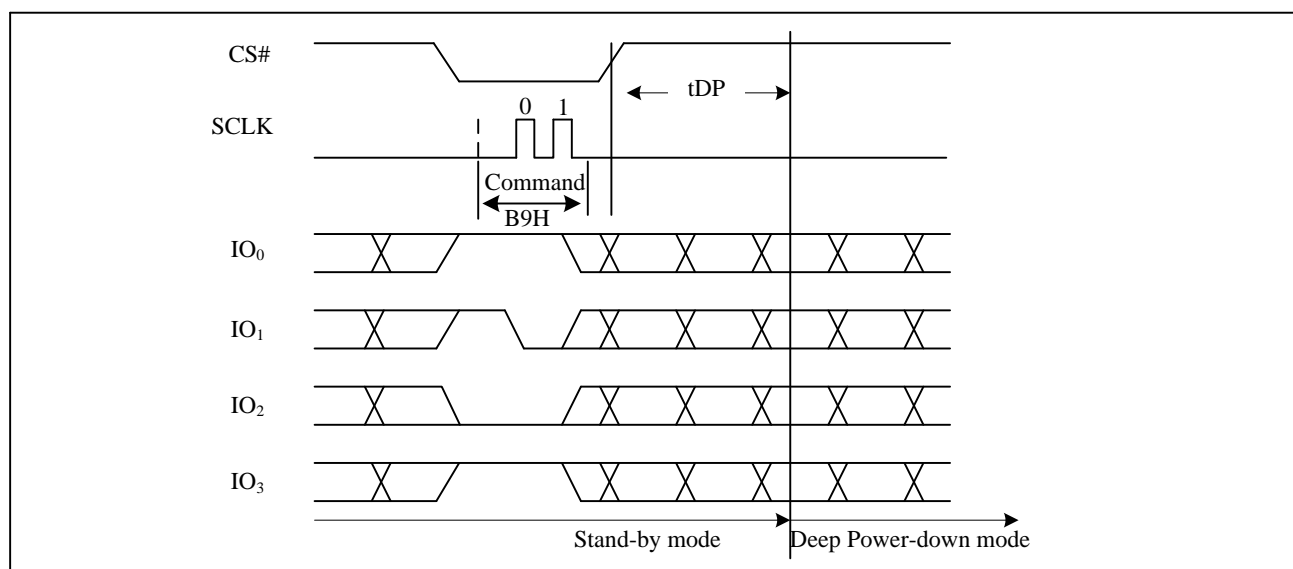 CS#
tDP
0 1
SCLK
Command
B9H
IO0
IO1
IO2
IO3
Stand-by mode Deep Power-down mode